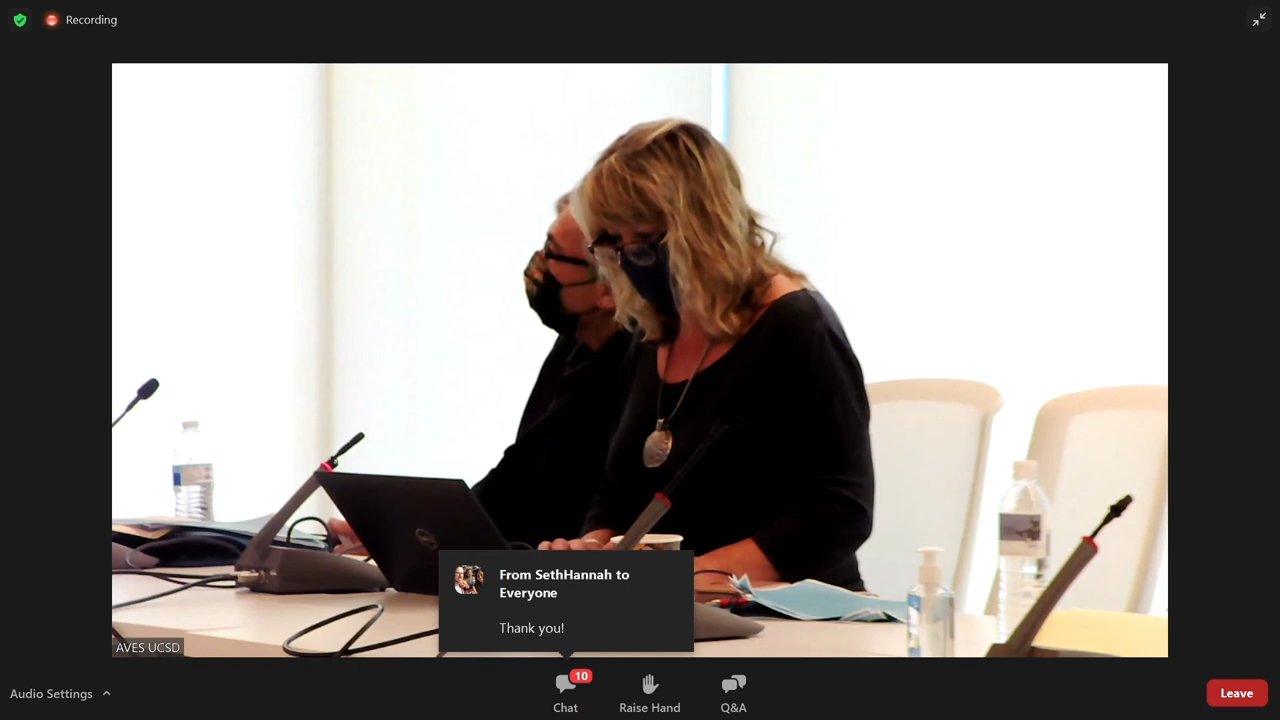 Recording
From SethHannah to
Everyone
Thank you!
AVES UCSD
Audio Settings
10
Chat
Raise Hand
Q&A
Leave